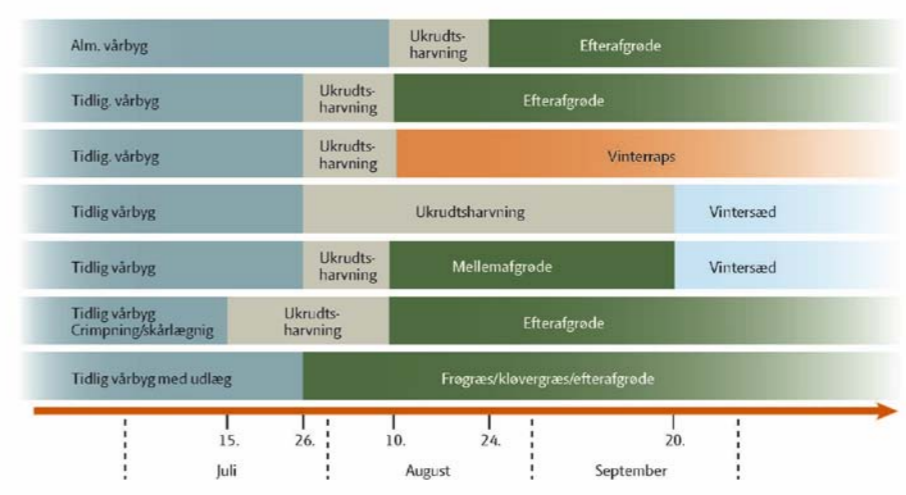 Alm. vårbyg
Ukrudts-
harvning
Efterafgrøde
Tidlig. vårbyg
Ukrudts-
harvning
Efterafgrøde
Tidlig. vårbyg
Ukrudts-
harvning
Vinterraps
Tidlig vårbyg
Ukrudtsharvning
Vintersæd
Tidlig vårbyg
Ukrudts-
harvning
Mellemafgrøde
Vintersæd
Tidlig vårbyg
Crimpning/skårlægnig
Ukrudts-
harvning
Efterafgrøde
Tidlig vårbyg med udlæg
Frøgræs/kløvergræs/efterafgrøde
15.
26.
10.
24.
20.
Juli
August
September